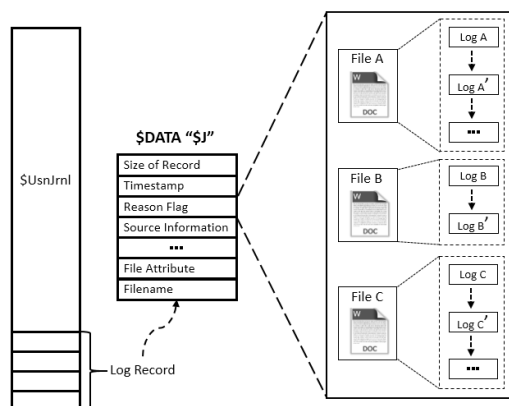 $UsnJrnl
$DATA "$J"
Size of Record
Timestamp
Reason Flag
Source Information
...
File Attribute
Filename
Log Record
File A
W
DOC
Log A
Log A'
...
File B
W
DOC
Log B
Log B'
File C
W
DOC
Log C
Log C'
...